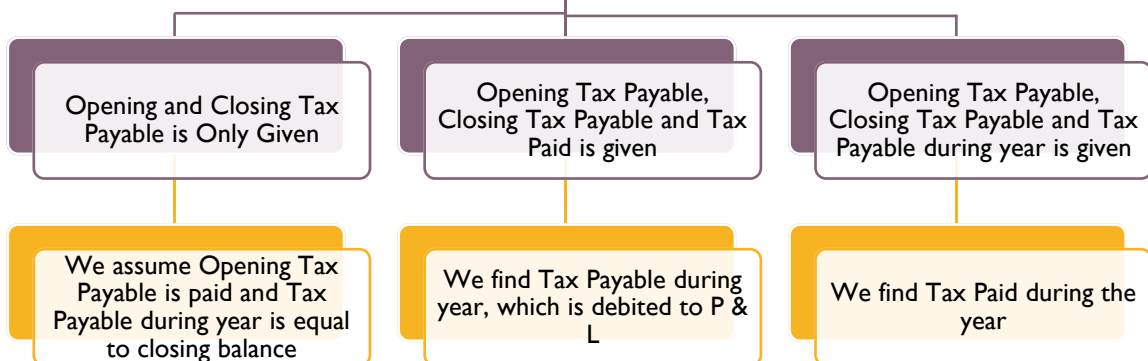 Opening and Closing Tax
Payable is Only Given
Opening Tax Payable,
Closing Tax Payable and Tax
Paid is given
Opening Tax Payable,
Closing Tax Payable and Tax
Payable during year is given
We assume Opening Tax
Payable is paid and Tax
Payable during year is equal
to closing balance
We find Tax Payable during
year, which is debited to P &
L
We find Tax Paid during the
year